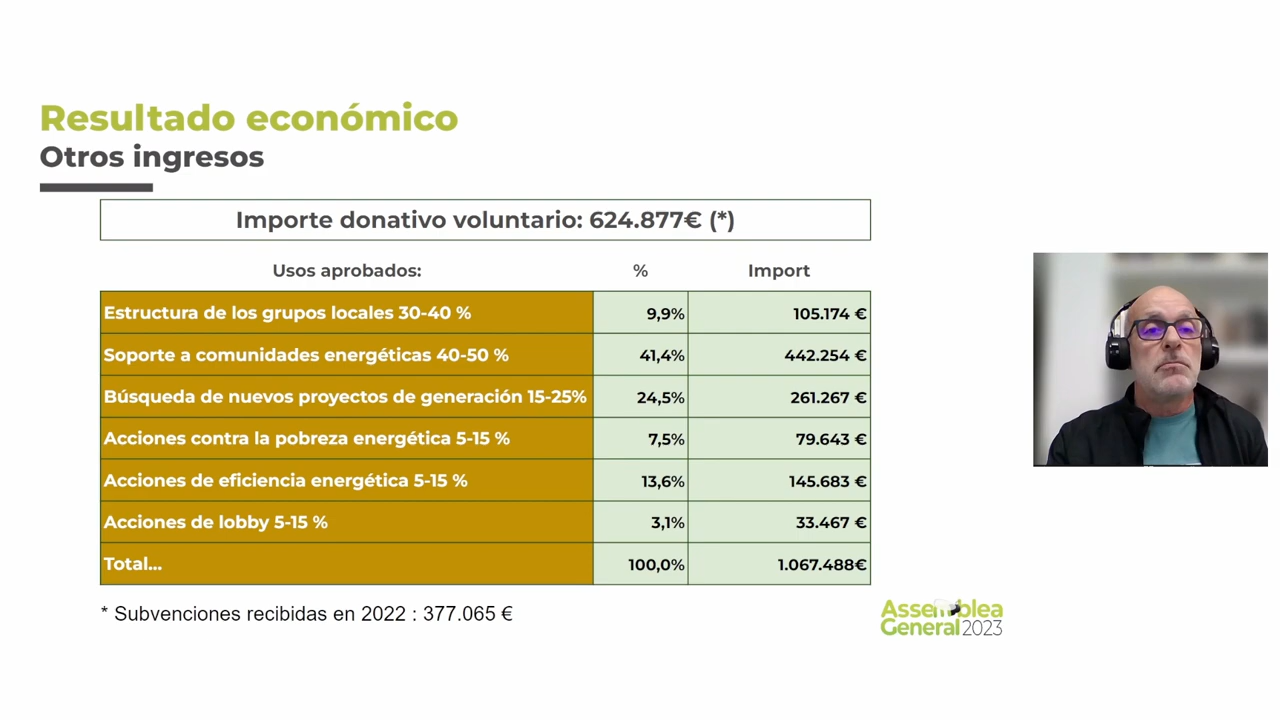 Resultado económico
Otros ingresos
Importe donativo voluntario: 624.877€ (*)
Usos aprobados: % Import
Estructura de los grupos locales 30-40 % 9,9% 105.174 €
Soporte a comunidades energéticas 40-50 % 41,4% 442.254 €
Búsqueda de nuevos proyectos de generación 15-25% 24,5% 261.267 €
Acciones contra la pobreza energética 5-15 % 7,5% 79.643 €
Acciones de eficiencia energética 5-15 % 13,6% 145.683 €
Acciones de lobby 5-15 % 3,1% 33.467 €
Total... 100,0% 1.067.488€
* Subvenciones recibidas en 2022 : 377.065 €
Assemblea
General 2023